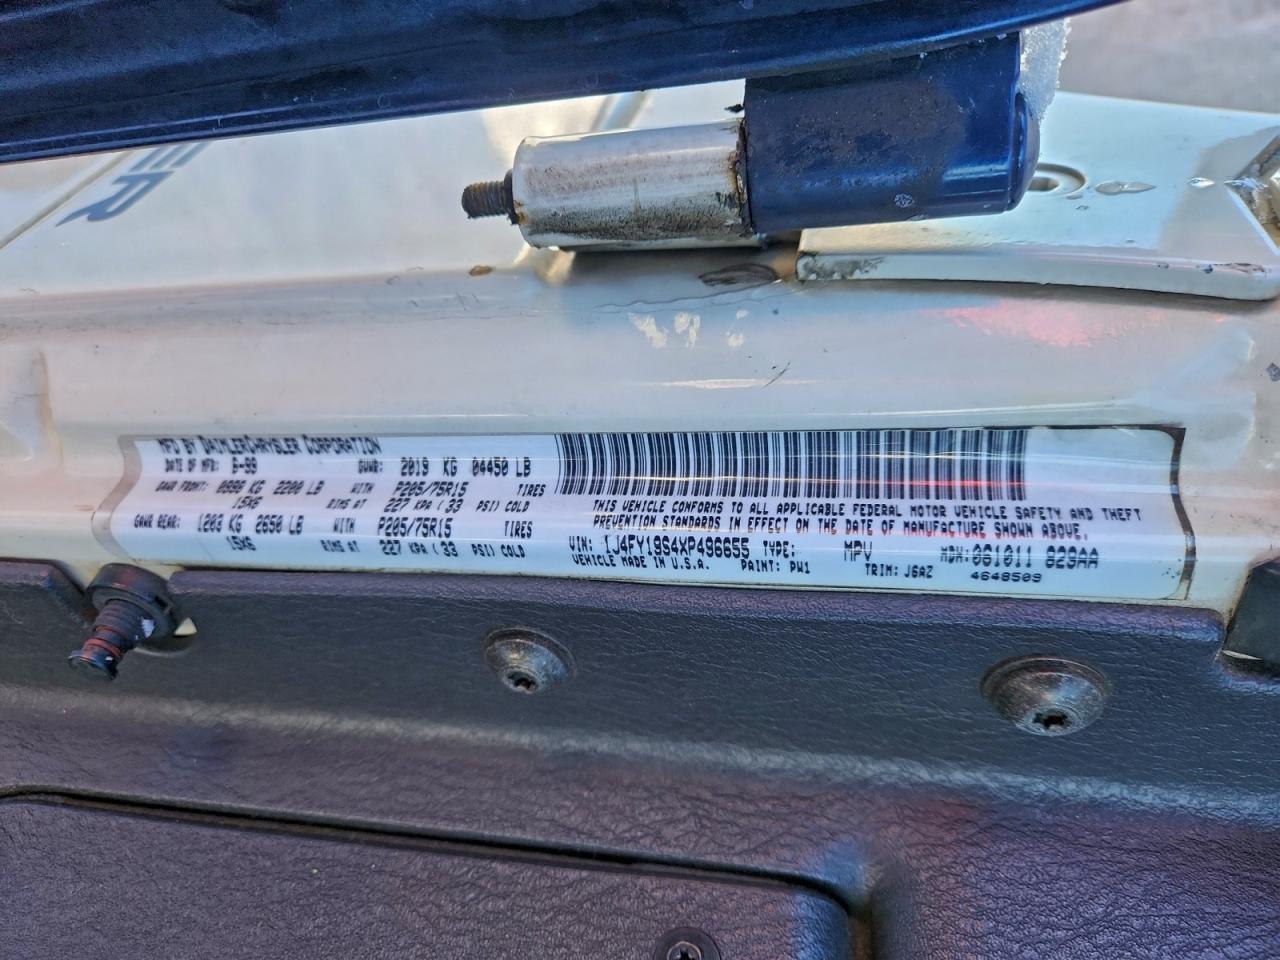 ER
MFD BY DAIMLERCHRYSLER CORPORATION
DATE OF MFR: 6-99 GVWR: 2019 KG 04450 LB
GAWR FRONT: 0998 KG 2200 LB WITH P205/75R15 TIRES
15X6 RIMS AT 227 KPA (33 PSI) COLD
GAWR REAR: 1203 KG 2650 LB WITH P205/75R15 TIRES
15X6 RIMS AT 227 KPA (33 PSI) COLD
THIS VEHICLE CONFORMS TO ALL APPLICABLE FEDERAL MOTOR VEHICLE SAFETY AND THEFT
PREVENTION STANDARDS IN EFFECT ON THE DATE OF MANUFACTURE SHOWN ABOVE.
VIN: 1J4FY19S4XP496655 TYPE: MPV MDH: 061011 829AA
VEHICLE MADE IN U.S.A. PAINT: PW1 TRIM: J6AZ 4648509